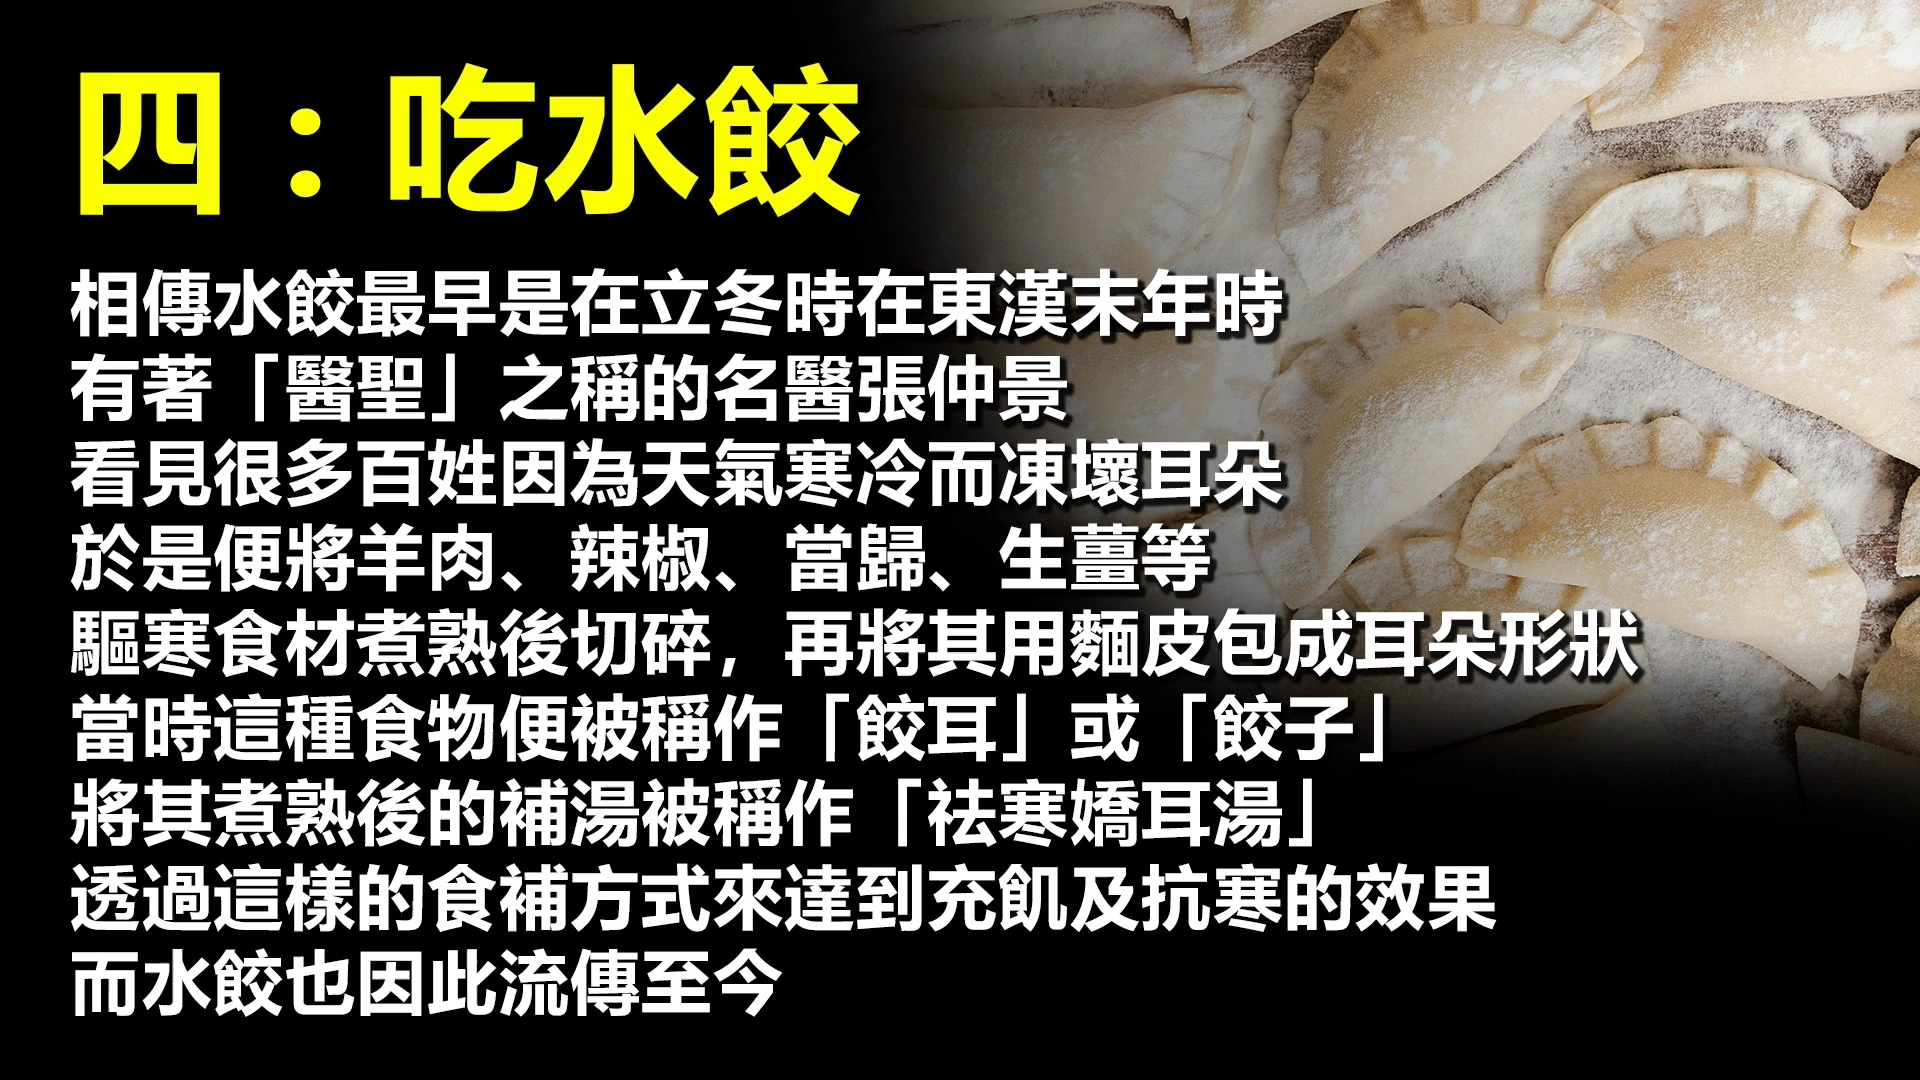 四：吃水餃
相傳水餃最早是在立冬時在東漢末年時
有著「醫聖」之稱的名醫張仲景
看見很多百姓因為天氣寒冷而凍壞耳朵
於是便將羊肉、辣椒、當歸、生薑等
驅寒食材煮熟後切碎，再將其用麵皮包成耳朵形狀
當時這種食物便被稱作「餃耳」或「餃子」
將其煮熟後的補湯被稱作「祛寒嬌耳湯」
透過這樣的食補方式來達到充飢及抗寒的效果
而水餃也因此流傳至今